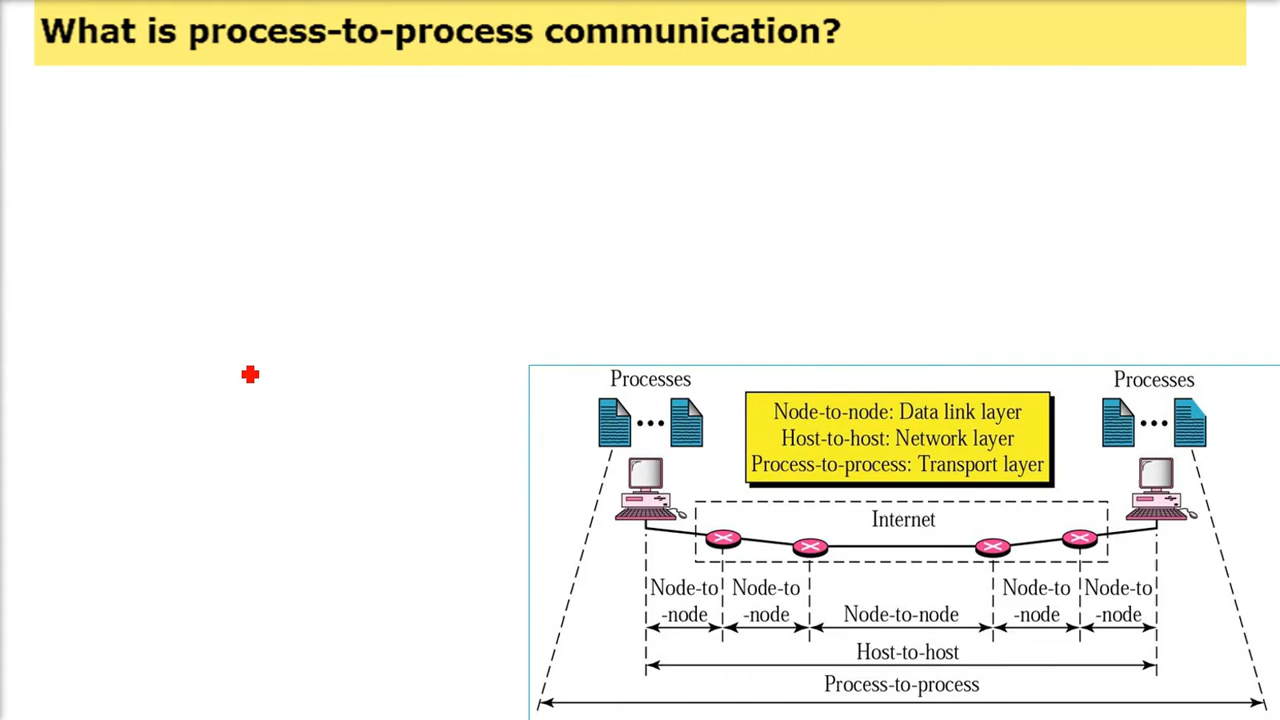 What is process-to-process communication?
Processes
Processes
Node-to-node: Data link layer
Host-to-host: Network layer
Process-to-process: Transport layer
Internet
Node-to
-node
Node-to
-node
Node-to-node
Node-to
-node
Node-to
-node
Host-to-host
Process-to-process